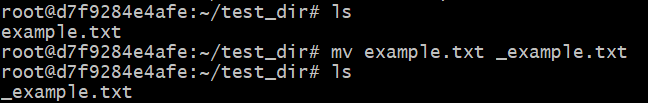 root@d7f9284e4afe:~/test_dir# ls
example.txt
root@d7f9284e4afe:~/test_dir# mv example.txt _example.txt
root@d7f9284e4afe:~/test_dir# ls
_example.txt